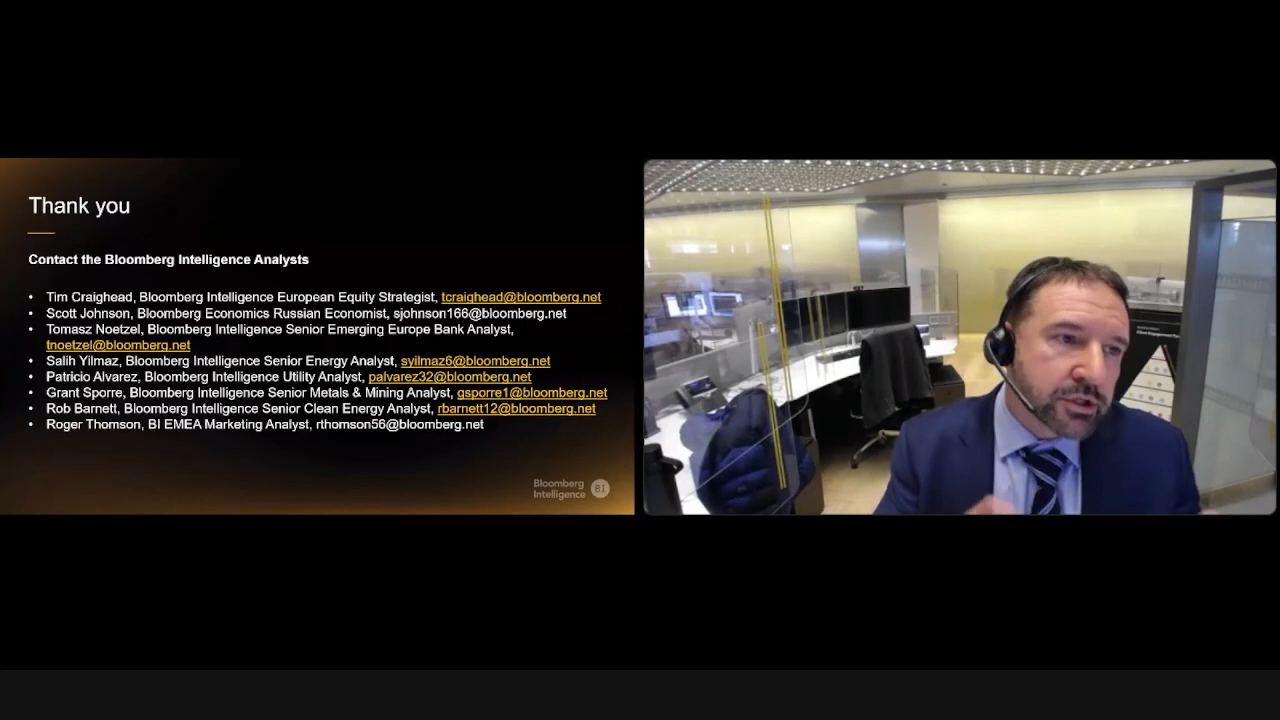 Thank you
Contact the Bloomberg Intelligence Analysts
• Tim Craighead, Bloomberg Intelligence European Equity Strategist, tcraighead@bloomberg.net
• Scott Johnson, Bloomberg Economics Russian Economist, sjohnson166@bloomberg.net
• Tomasz Noetzel, Bloomberg Intelligence Senior Emerging Europe Bank Analyst,
tnoetzel@bloomberg.net
• Salih Yilmaz, Bloomberg Intelligence Senior Energy Analyst, syilmaz6@bloomberg.net
• Patricio Alvarez, Bloomberg Intelligence Utility Analyst, palvarez32@bloomberg.net
• Grant Sporre, Bloomberg Intelligence Senior Metals & Mining Analyst, gsporre1@bloomberg.net
• Rob Barnett, Bloomberg Intelligence Senior Clean Energy Analyst, rbarnett12@bloomberg.net
• Roger Thomson, BI EMEA Marketing Analyst, rthomson56@bloomberg.net
Bloomberg
Intelligence
BI